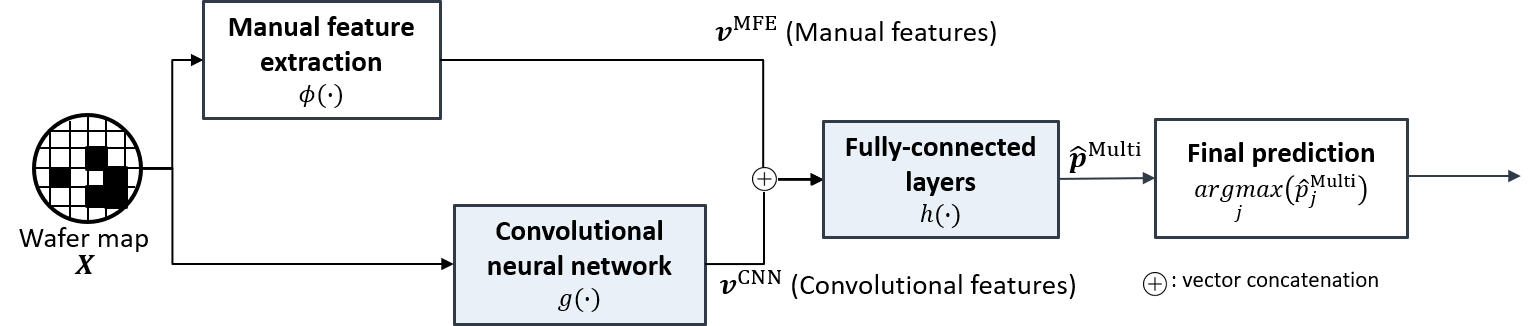 Manual feature
extraction
ϕ(·)
v^MFE (Manual features)
Wafer map
X
Convolutional
neural network
g(·)
v^CNN (Convolutional features)
+
Fully-connected
layers
h(·)
p̂^Multi
Final prediction
argmax(p̂_j^Multi)
j
⊕: vector concatenation